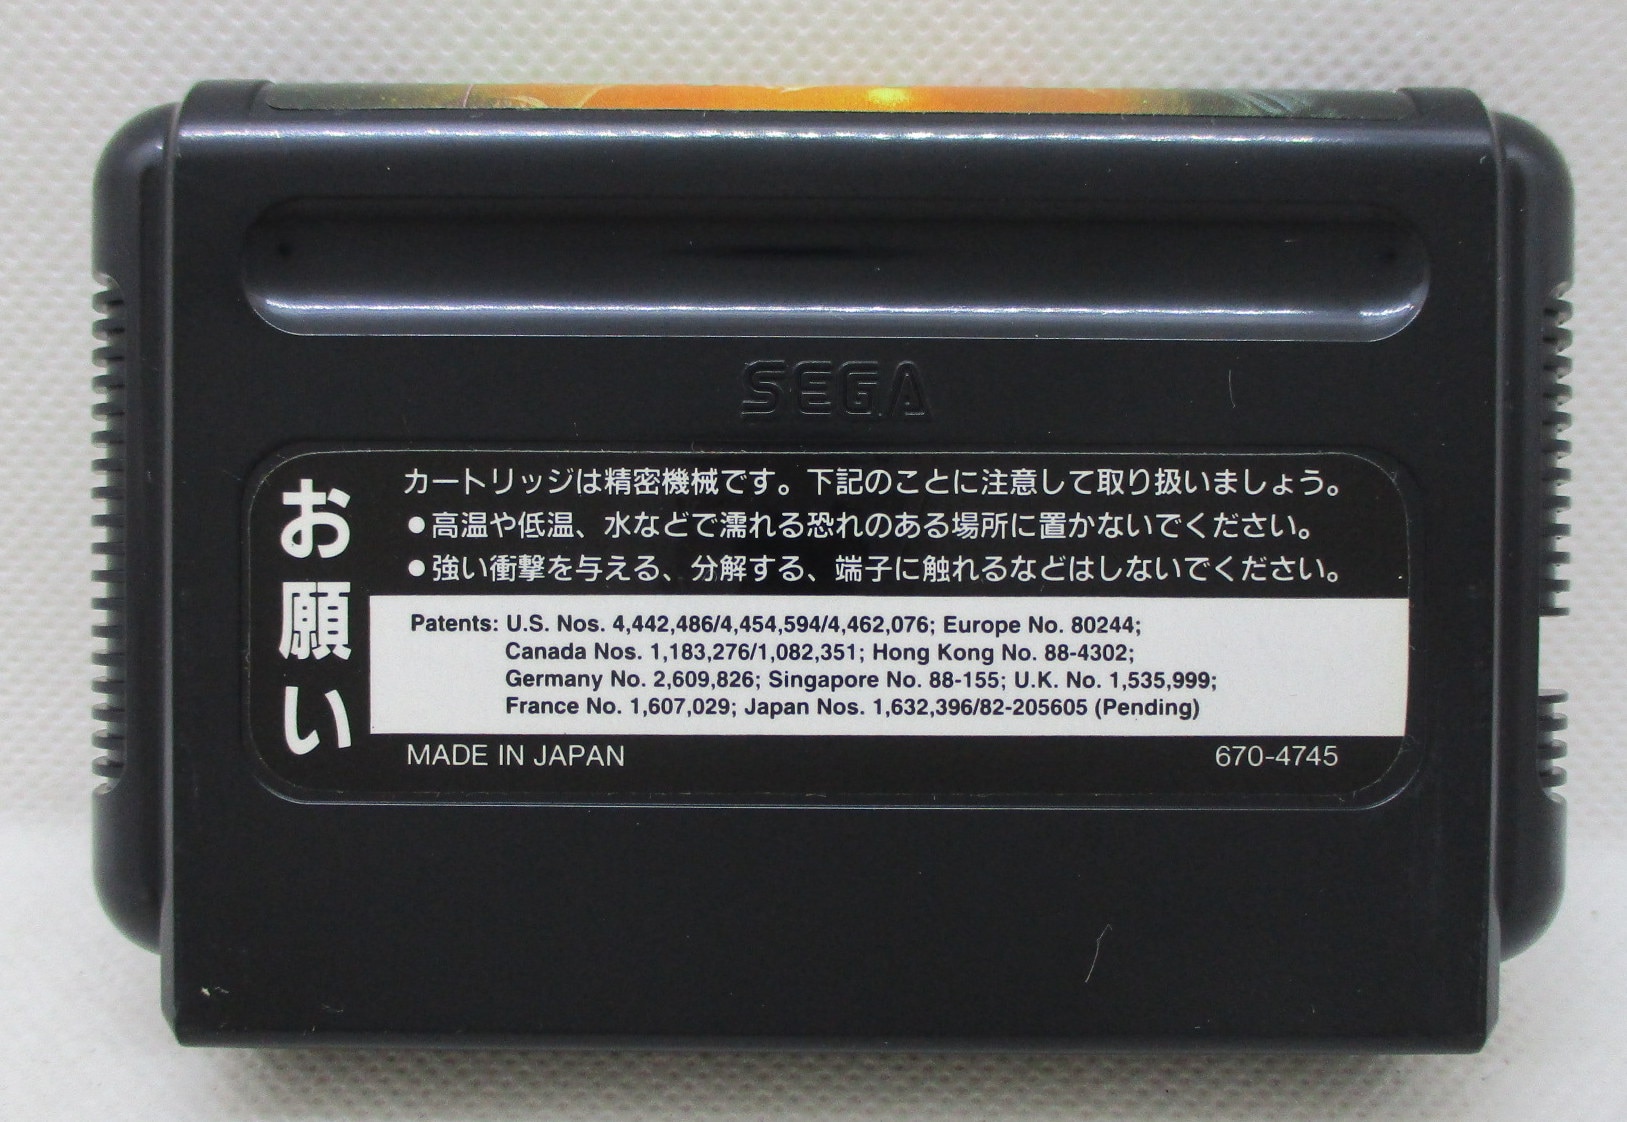 SEGA
お願い
カートリッジは精密機械です。下記のことに注意して取り扱いましょう。
●高温や低温、水などで濡れる恐れのある場所に置かないでください。
●強い衝撃を与える、分解する、端子に触れるなどはしないでください。
Patents: U.S. Nos. 4,442,486/4,454,594/4,462,076; Europe No. 80244;
Canada Nos. 1,183,276/1,082,351; Hong Kong No. 88-4302;
Germany No. 2,609,826; Singapore No. 88-155; U.K. No. 1,535,999;
France No. 1,607,029; Japan Nos. 1,632,396/82-205605 (Pending)
MADE IN JAPAN 670-4745